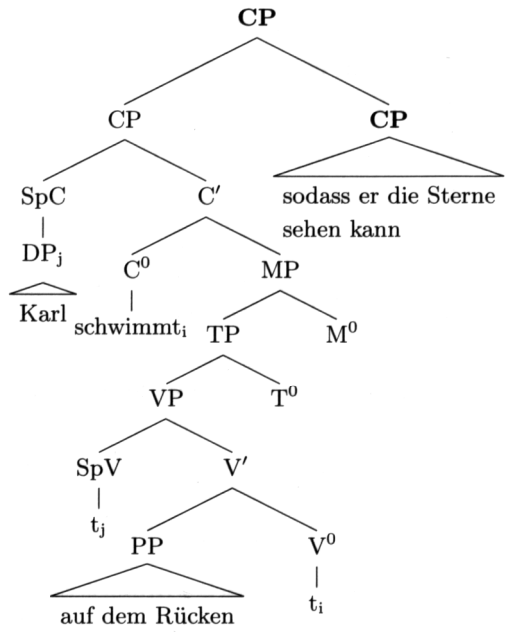 CP
CP CP
SpC C′ sodass er die Sterne
sehen kann
DPⱼ C⁰ MP
Karl schwimmtᵢ TP M⁰
VP T⁰
SpV V′
tⱼ PP V⁰
auf dem Rücken tᵢ